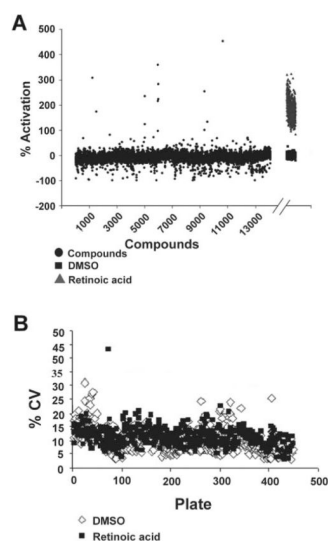 A
500
400
300
200
100
0
-100
-200
% Activation
1000 3000 5000 7000 9000 11000 13000
Compounds
Compounds
DMSO
Retinoic acid
B
50
45
35
30
25
20
15
10
5
0
% CV
0 100 200 300 400 500
Plate
DMSO
Retinoic acid